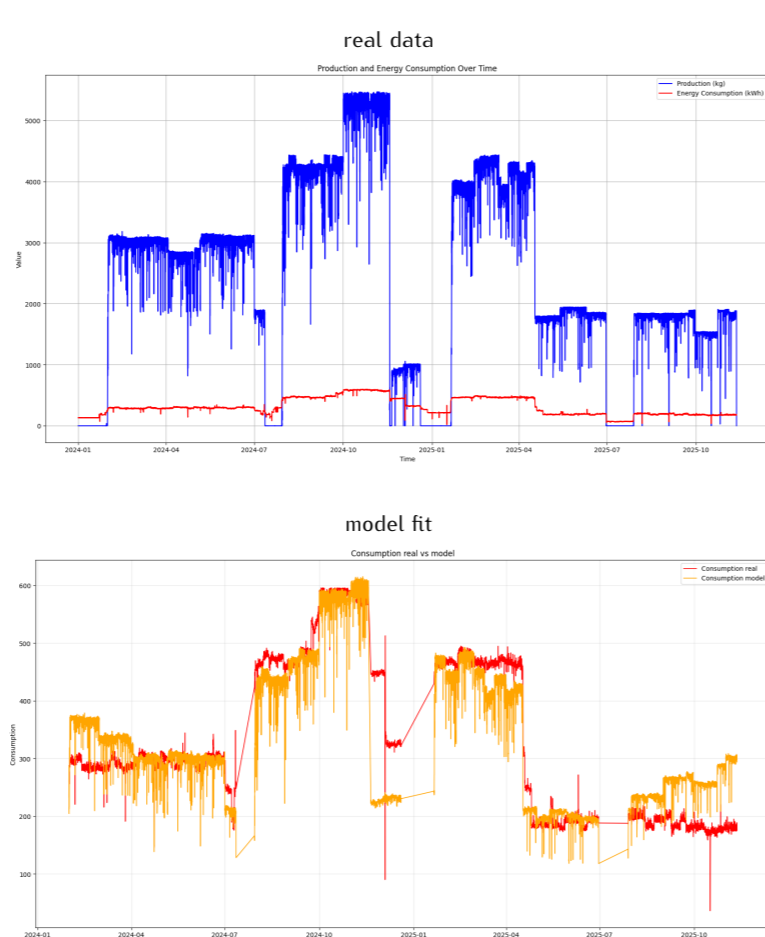 real data
Production and Energy Consumption Over Time
Production (kg)
Energy Consumption (kWh)
Value
5000
4000
3000
2000
1000
0
2024-01 2024-04 2024-07 2024-10 2025-01 2025-04 2025-07 2025-10
Time
model fit
Consumption real vs model
Consumption real
Consumption model
Consumption
600
500
400
300
200
100
2024-01 2024-04 2024-07 2024-10 2025-01 2025-04 2025-07 2025-10